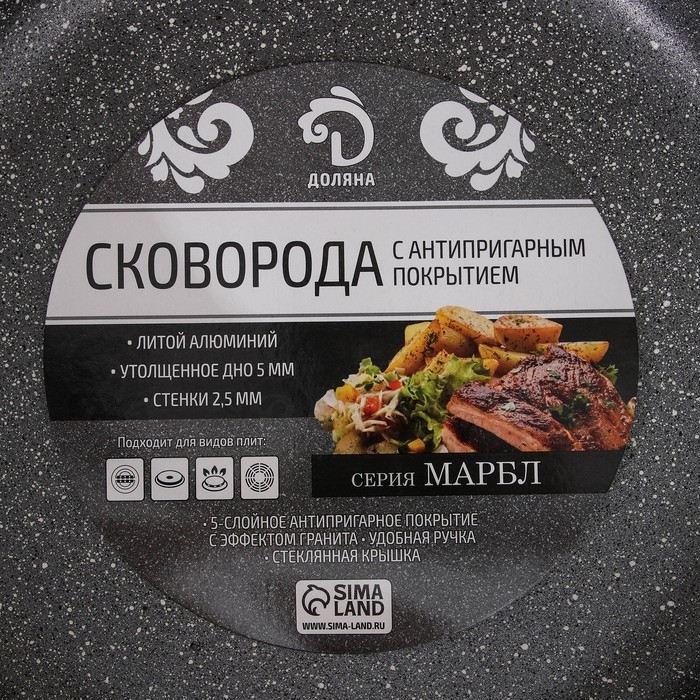 ДОЛЯНА
СКОВОРОДА
С АНТИПРИГАРНЫМ
ПОКРЫТИЕМ
• ЛИТОЙ АЛЮМИНИЙ
• УТОЛЩЕННОЕ ДНО 5 ММ
• СТЕНКИ 2,5 ММ
Подходит для видов плит:
СЕРИЯ МАРБЛ
• 5-СЛОЙНОЕ АНТИПРИГАРНОЕ ПОКРЫТИЕ
С ЭФФЕКТОМ ГРАНИТА • УДОБНАЯ РУЧКА
• СТЕКЛЯННАЯ КРЫШКА
SIMA
LAND
WWW.SIMA-LAND.RU